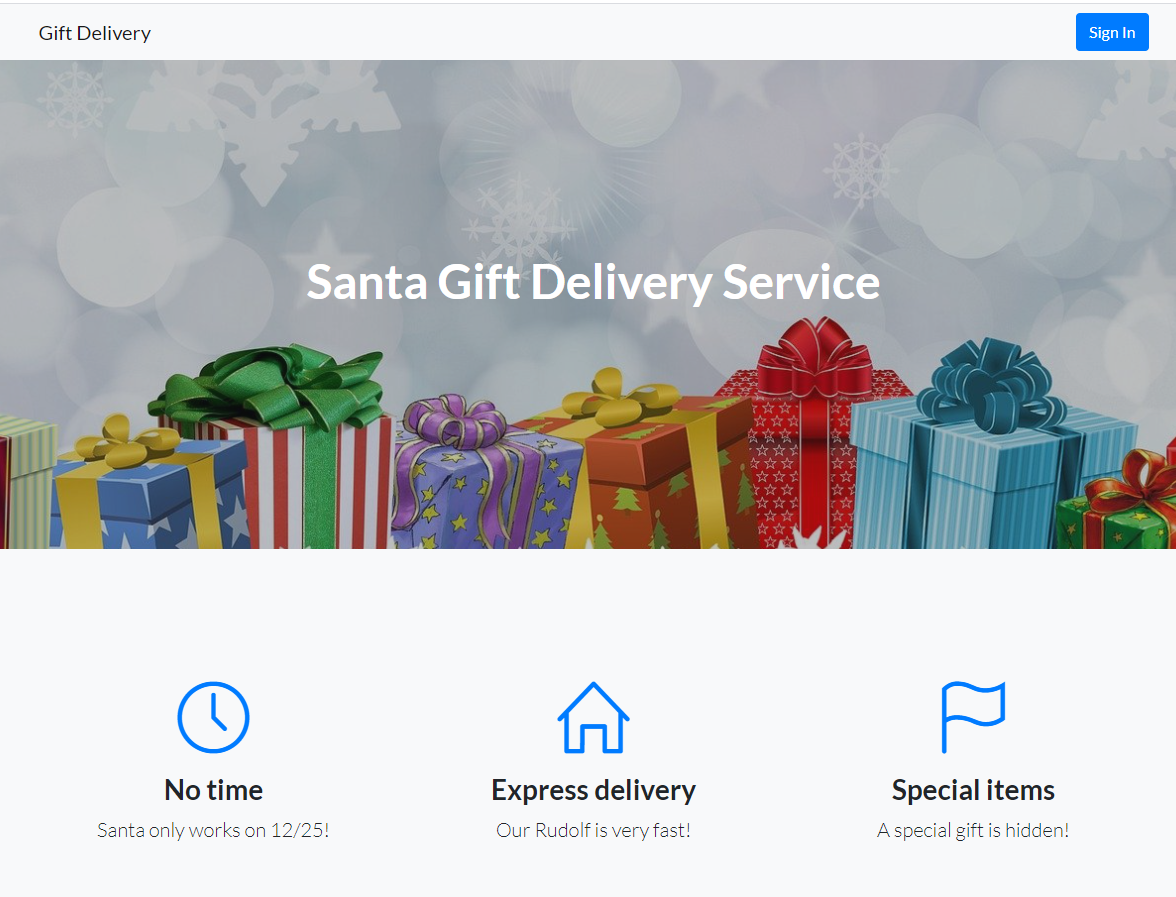 Gift Delivery
Sign In
Santa Gift Delivery Service
No time
Santa only works on 12/25!
Express delivery
Our Rudolf is very fast!
Special items
A special gift is hidden!